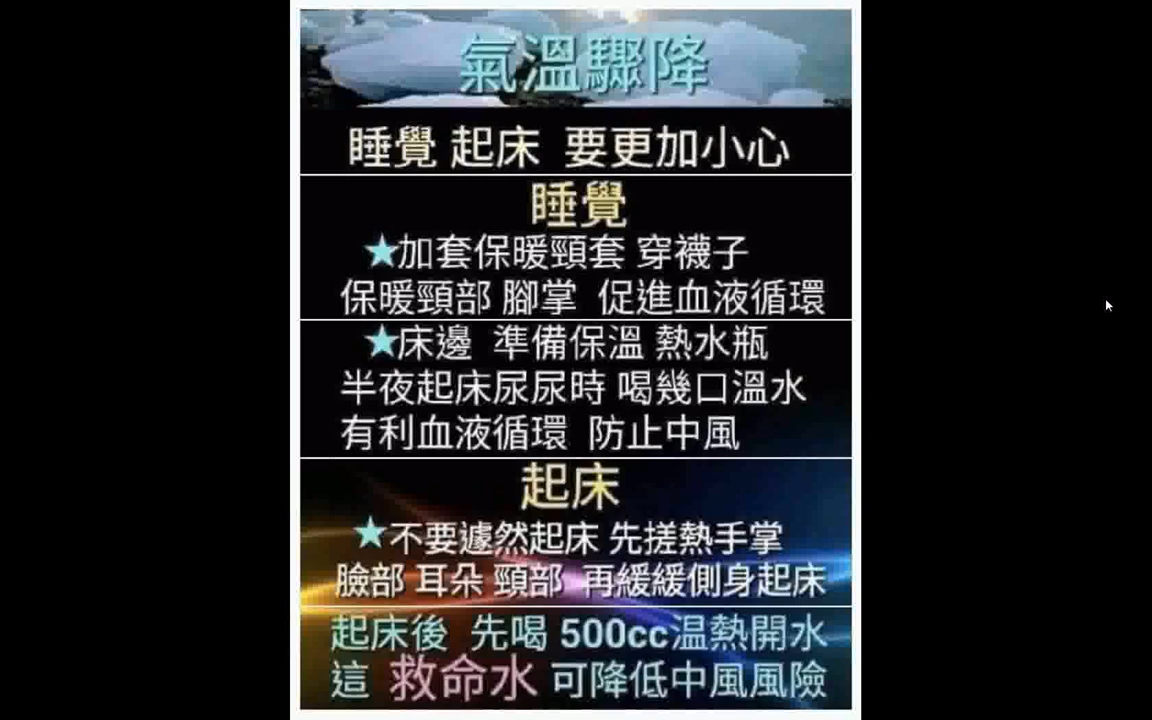 氣溫驟降
睡覺 起床 要更加小心
睡覺
★加套保暖頸套 穿襪子
保暖頸部 腳掌 促進血液循環
★床邊 準備保溫 熱水瓶
半夜起床尿尿時 喝幾口溫水
有利血液循環 防止中風
起床
★不要遽然起床 先搓熱手掌
臉部 耳朵 頸部 再緩緩側身起床
起床後 先喝 500cc温熱開水
這 救命水 可降低中風風險